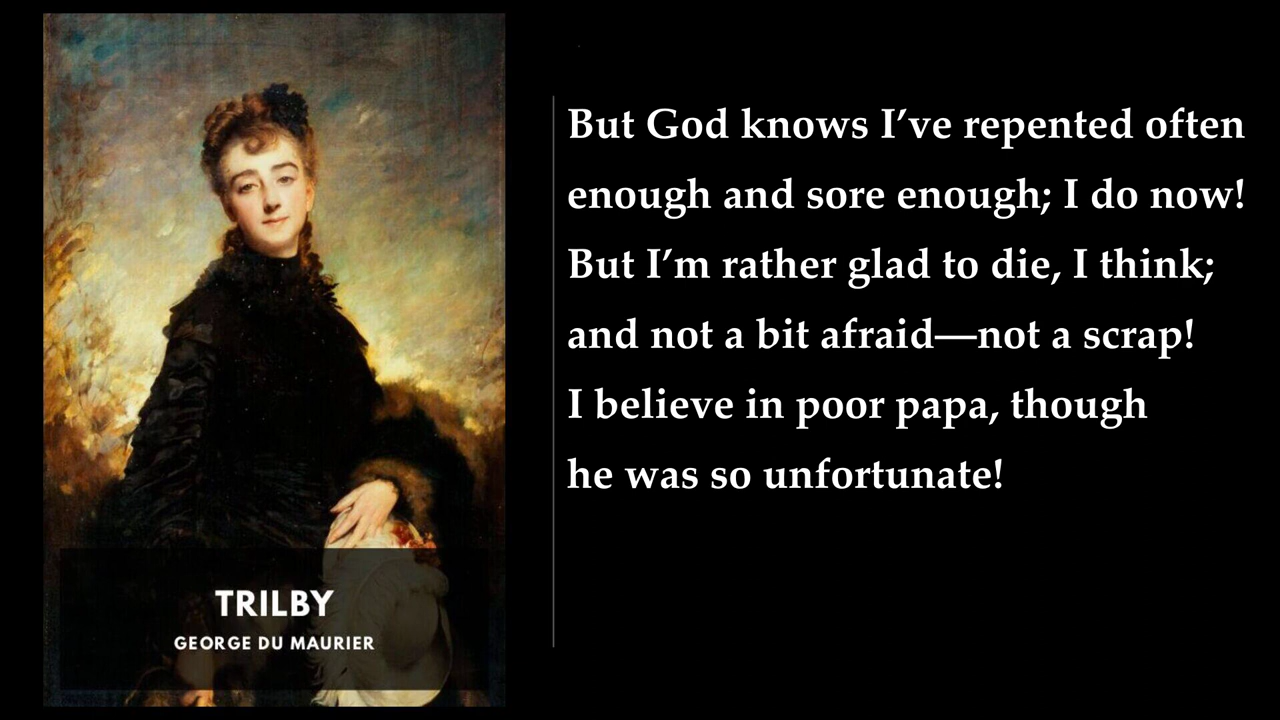 TRILBY
GEORGE DU MAURIER
But God knows I’ve repented often
enough and sore enough; I do now!
But I’m rather glad to die, I think;
and not a bit afraid—not a scrap!
I believe in poor papa, though
he was so unfortunate!